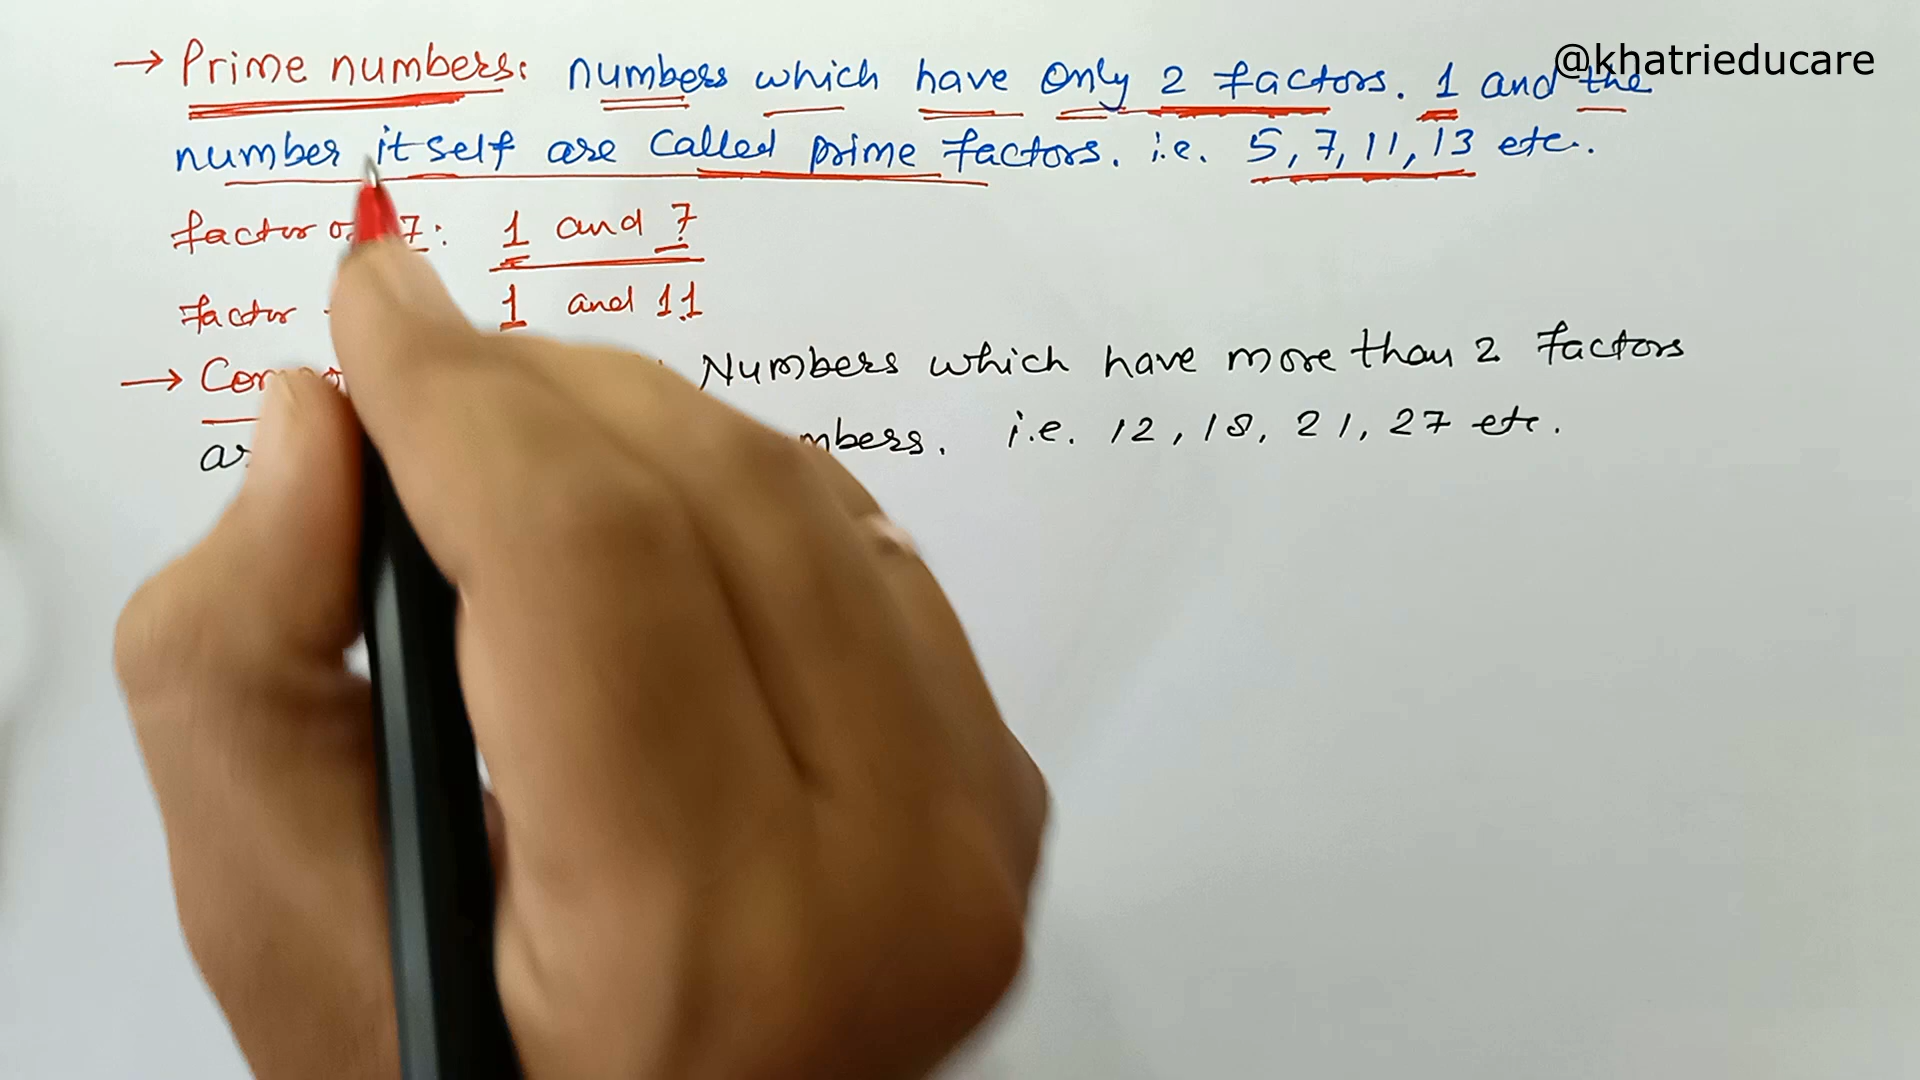 @khatrieducare
→ Prime numbers: numbers which have only 2 factors. 1 and the
number itself are called prime factors. i.e. 5, 7, 11, 13 etc.
factor 7: 1 and 7
factor 1 and 11
→ Numbers which have more than 2 factors
i.e. 12, 18, 21, 27 etc.